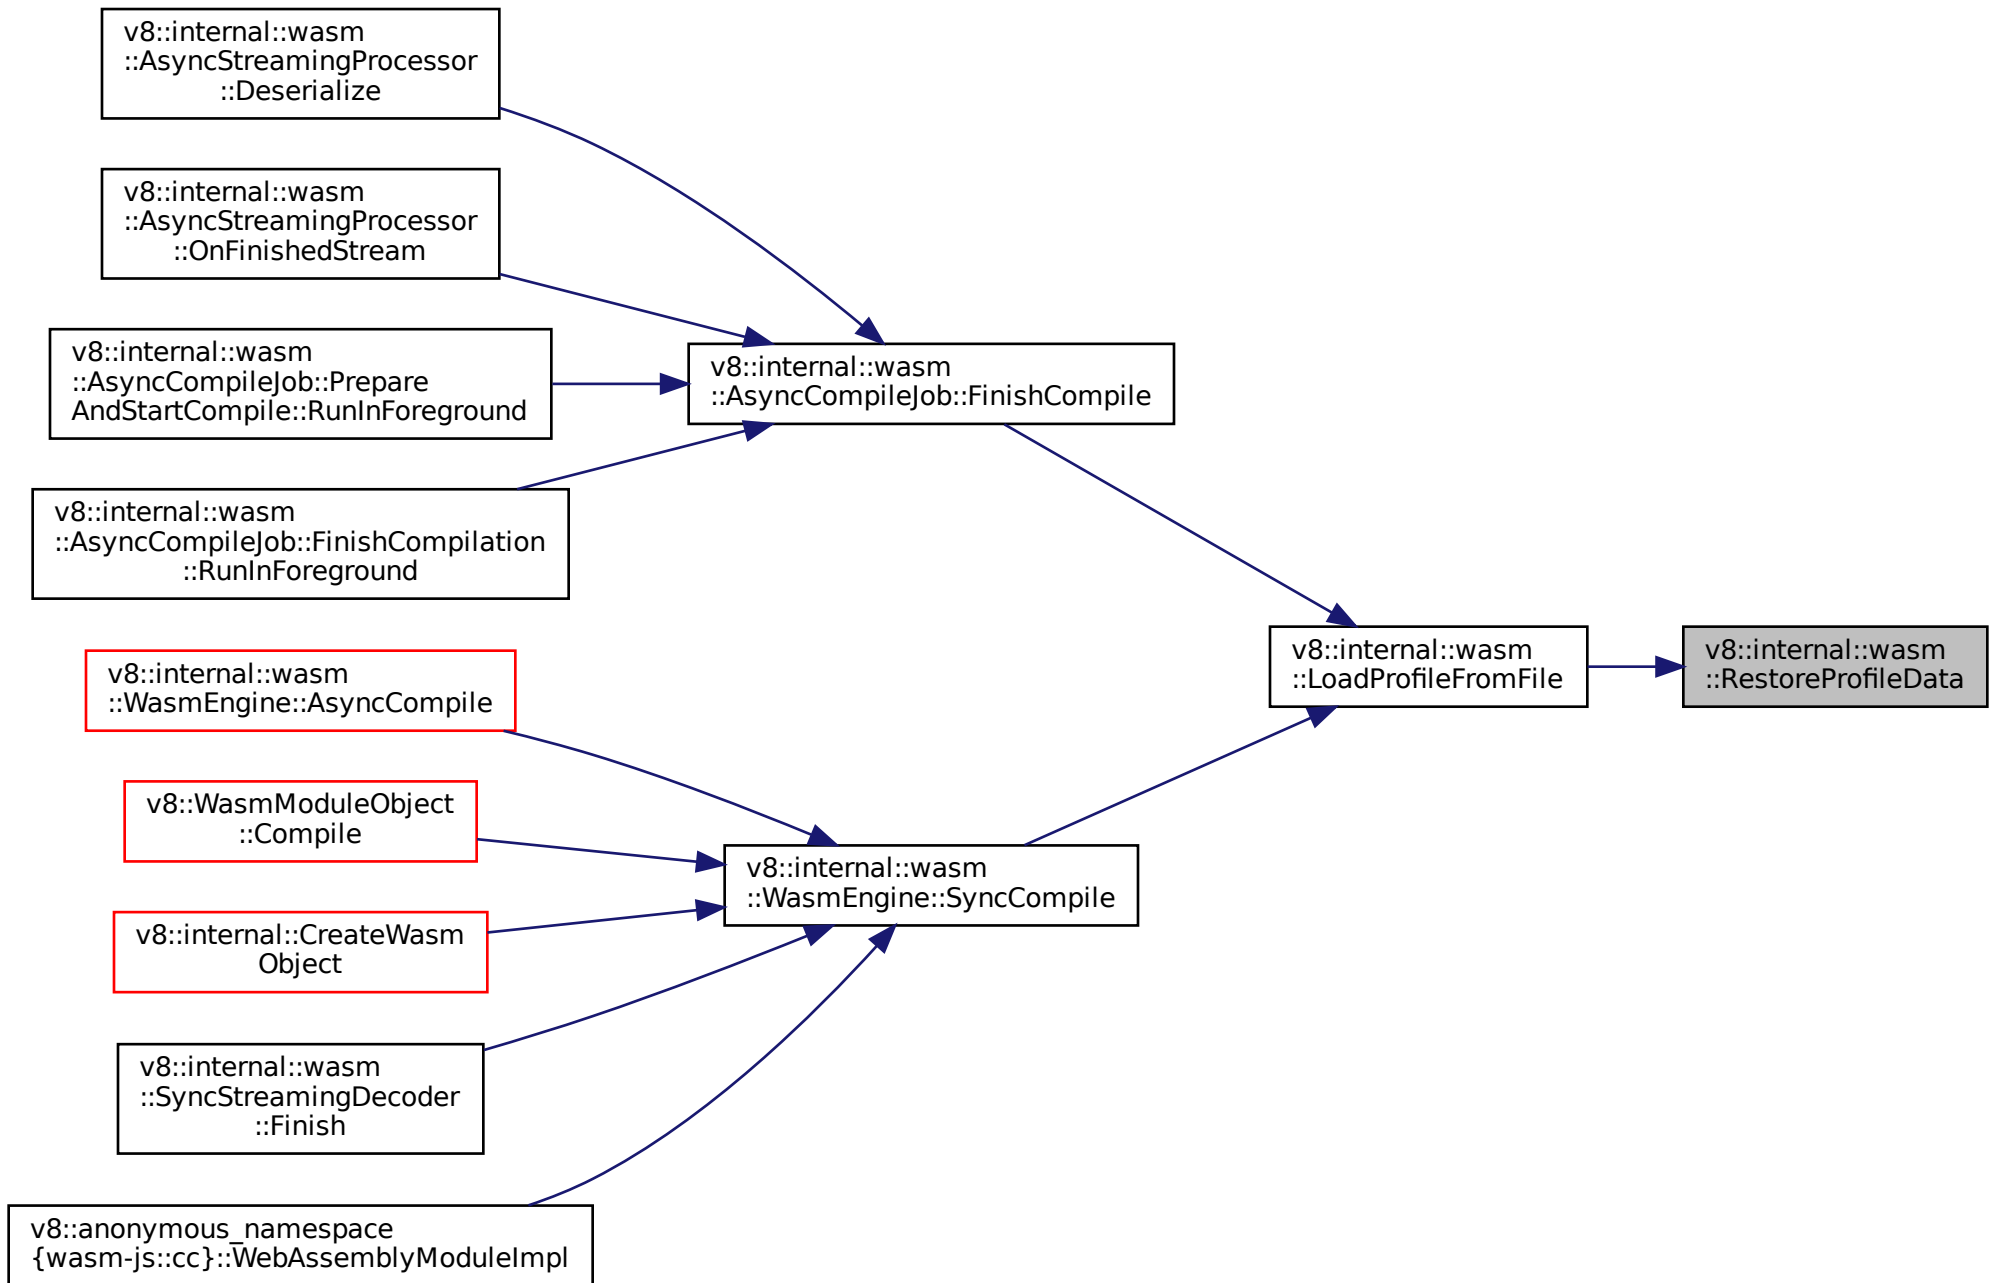 v8::internal::wasm
::AsyncStreamingProcessor
::Deserialize
v8::internal::wasm
::AsyncStreamingProcessor
::OnFinishedStream
v8::internal::wasm
::AsyncCompileJob::Prepare
AndStartCompile::RunInForeground
v8::internal::wasm
::AsyncCompileJob::FinishCompile
v8::internal::wasm
::AsyncCompileJob::FinishCompilation
::RunInForeground
v8::internal::wasm
::LoadProfileFromFile
v8::internal::wasm
::RestoreProfileData
v8::internal::wasm
::WasmEngine::AsyncCompile
v8::WasmModuleObject
::Compile
v8::internal::wasm
::WasmEngine::SyncCompile
v8::internal::CreateWasm
Object
v8::internal::wasm
::SyncStreamingDecoder
::Finish
v8::anonymous_namespace
{wasm-js::cc}::WebAssemblyModuleImpl